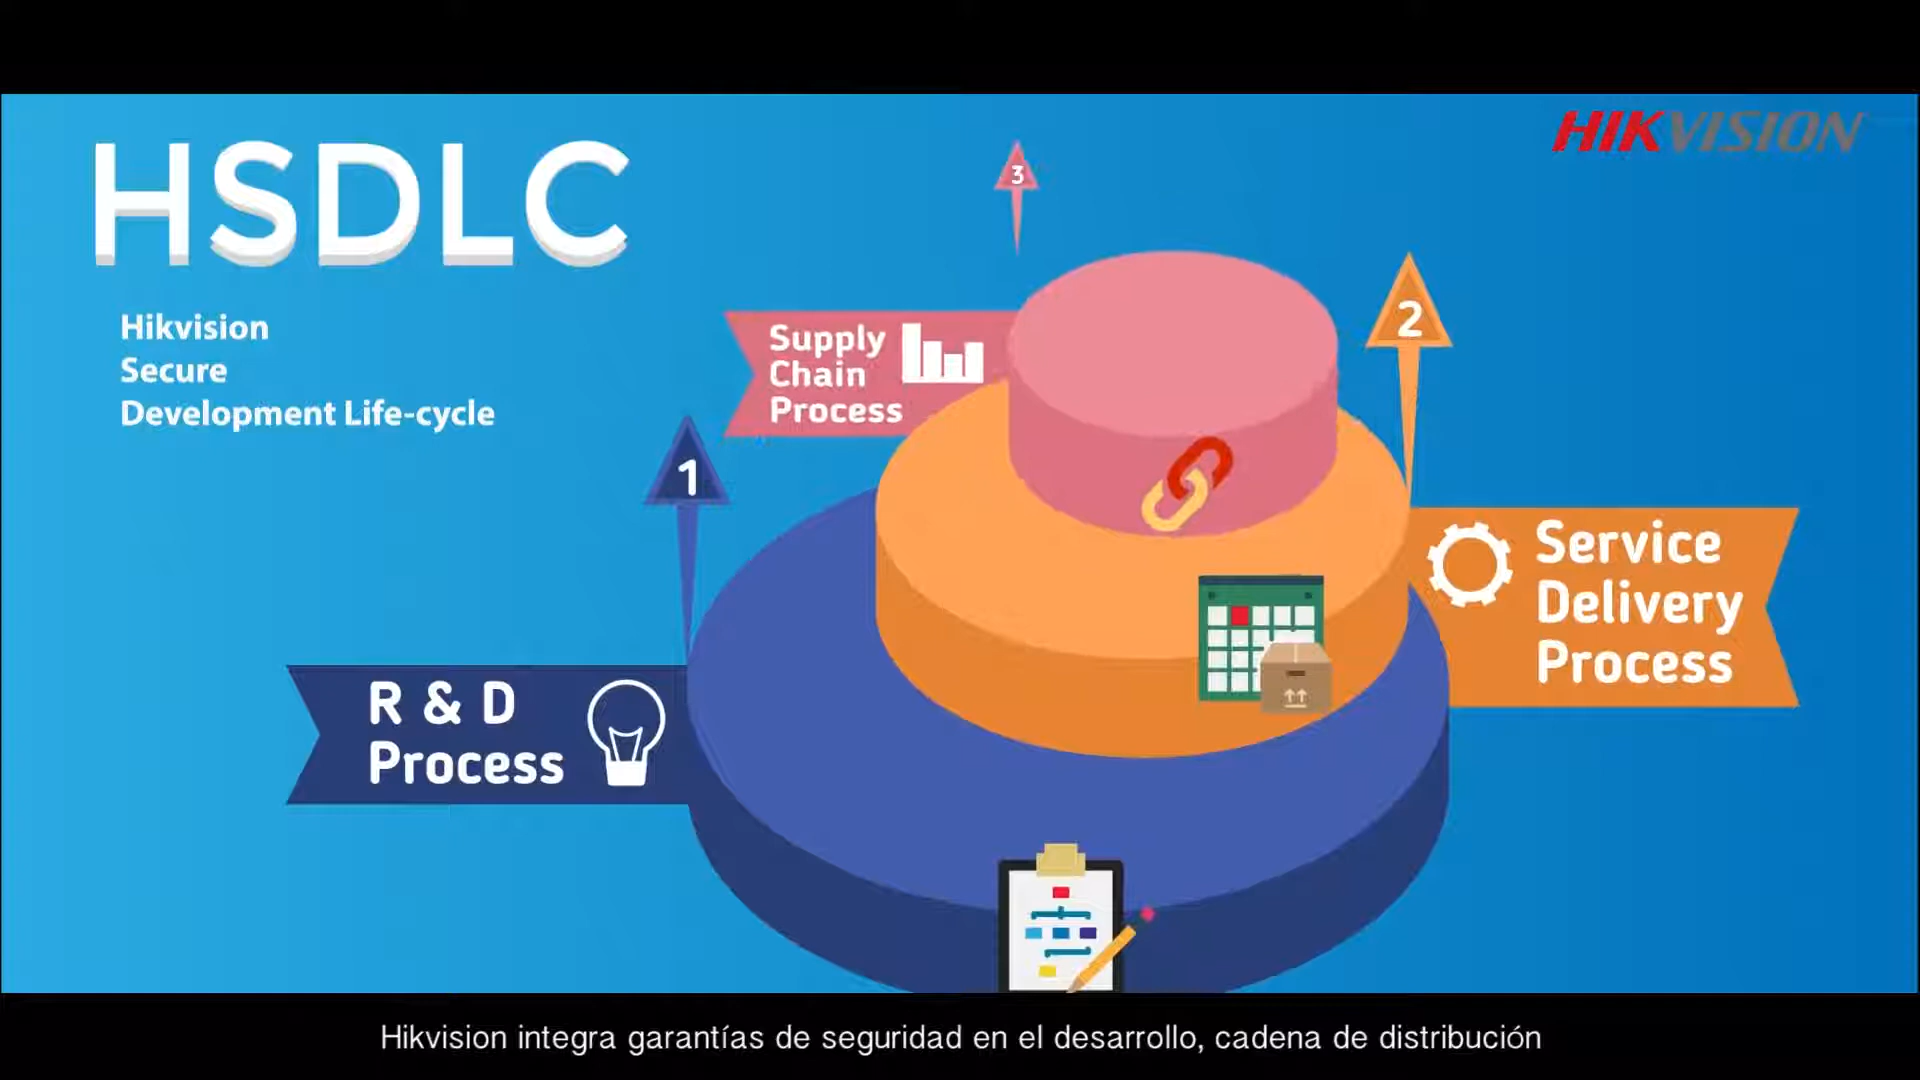 HIKVISION
HSDLC
Hikvision
Secure
Development Life-cycle
3
Supply
Chain
Process
2
1
Service
Delivery
Process
R & D
Process
Hikvision integra garantías de seguridad en el desarrollo, cadena de distribución